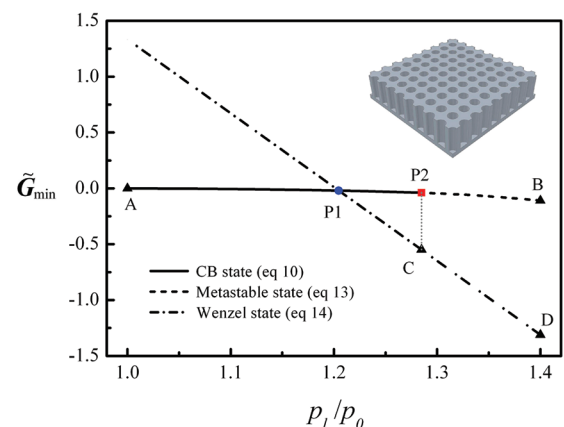 1.5
1.0
0.5
0.0
-0.5
-1.0
-1.5
G̃min
A
P1
P2
B
C
D
CB state (eq 10)
Metastable state (eq 13)
Wenzel state (eq 14)
1.0 1.1 1.2 1.3 1.4
pl/p0